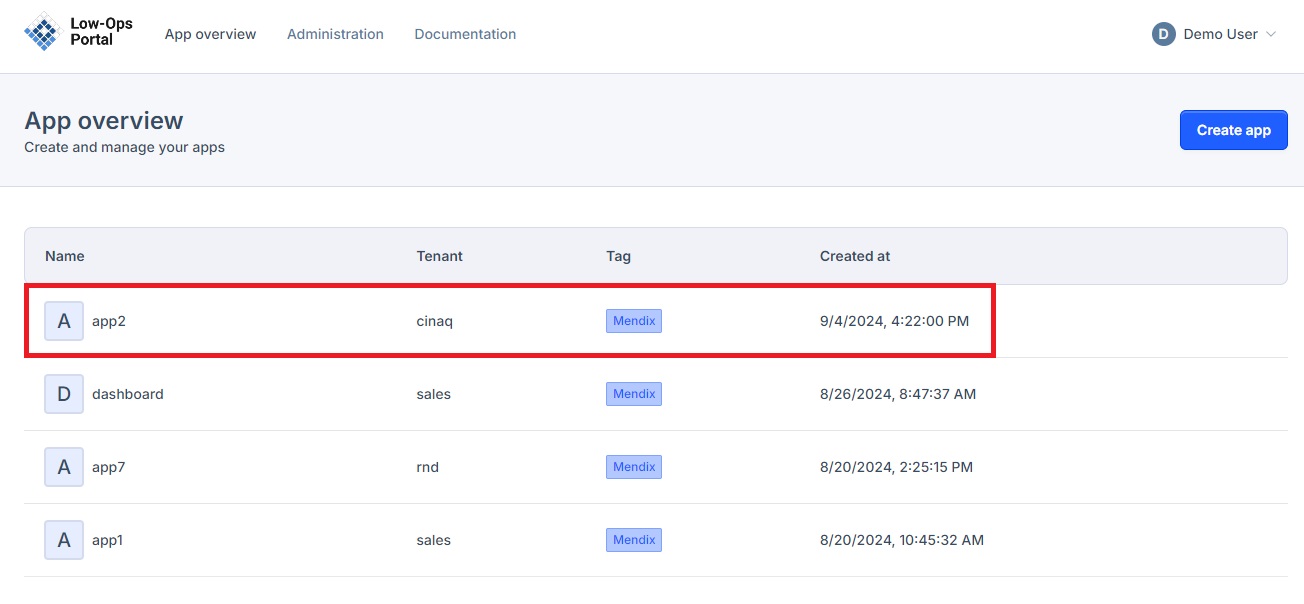 Low-Ops
Portal
App overview Administration Documentation
D Demo User
App overview
Create and manage your apps
Create app
Name Tenant Tag Created at
A app2 cinaq Mendix 9/4/2024, 4:22:00 PM
D dashboard sales Mendix 8/26/2024, 8:47:37 AM
A app7 rnd Mendix 8/20/2024, 2:25:15 PM
A app1 sales Mendix 8/20/2024, 10:45:32 AM